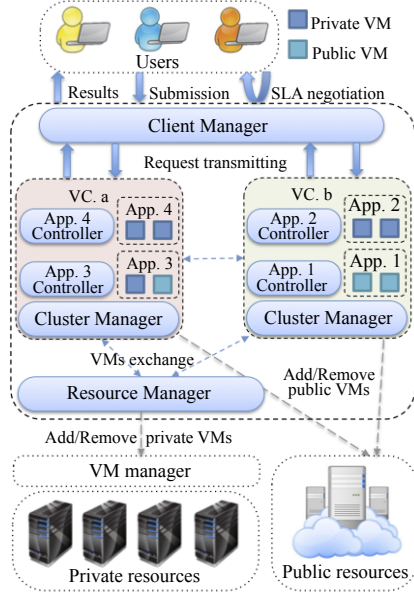 Private VM
Public VM
Users
Results
Submission
SLA negotiation
Client Manager
Request transmitting
VC. a
App. 4
Controller
App. 4
App. 3
Controller
App. 3
Cluster Manager
VC. b
App. 2
Controller
App. 2
App. 1
Controller
App. 1
Cluster Manager
VMs exchange
Resource Manager
Add/Remove
public VMs
Add/Remove private VMs
VM manager
Private resources
Public resources